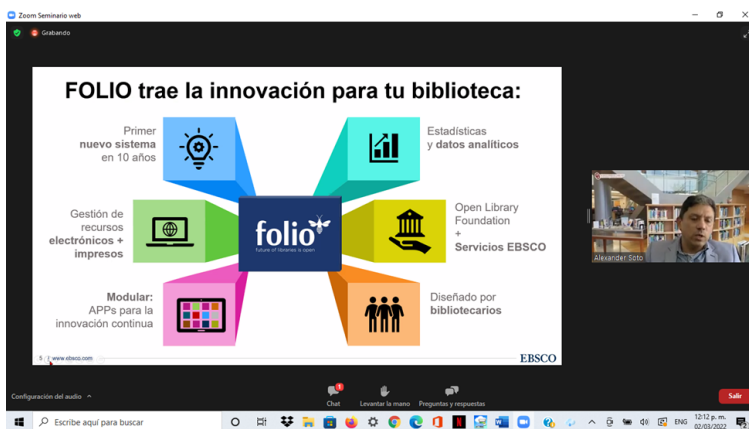 Zoom Seminario web
Grabando
FOLIO trae la innovación para tu biblioteca:
Primer
nuevo sistema
en 10 años
Estadísticas
y datos analíticos
Gestión de
recursos
electrónicos +
impresos
folio
future of libraries is open
Open Library
Foundation
+
Servicios EBSCO
Modular:
APPs para la
innovación continua
Diseñado por
bibliotecarios
5 | www.ebsco.com
EBSCO
Alexander Soto
Configuración del audio
1
Chat
Levantar la mano
Preguntas y respuestas
Salir
Escribe aquí para buscar
ENG
12:12 p. m.
02/03/2022
2